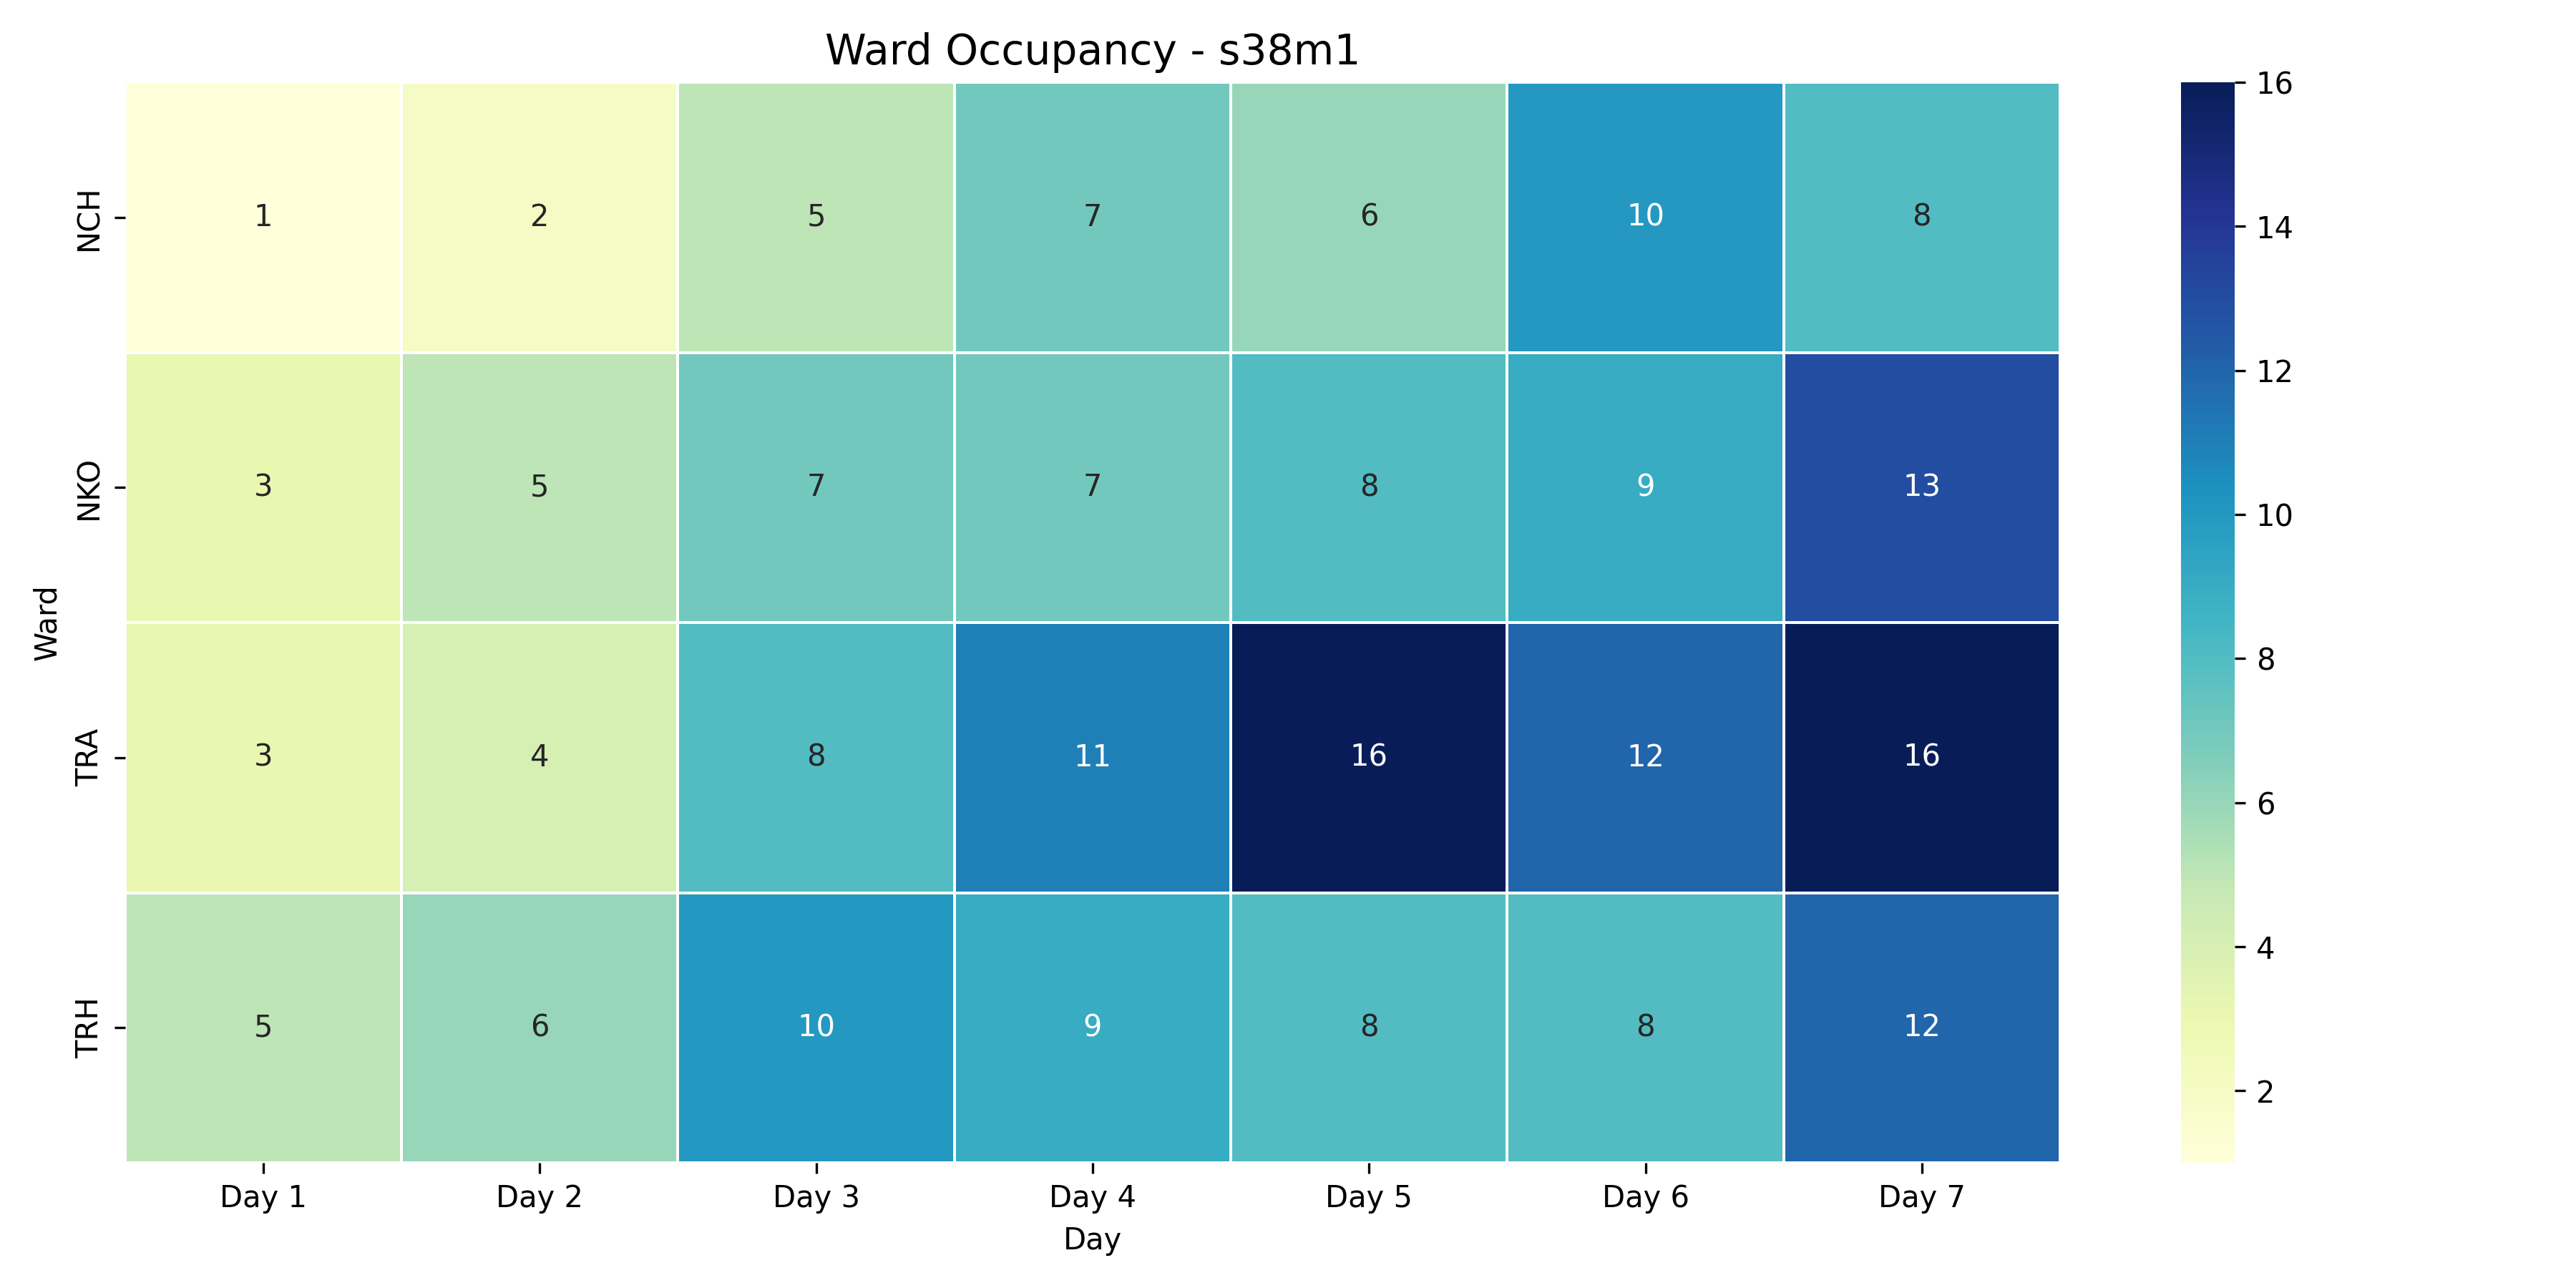 Ward Occupancy - s38m1
Ward
NCH 1 2 5 7 6 10 8
NKO 3 5 7 7 8 9 13
TRA 3 4 8 11 16 12 16
TRH 5 6 10 9 8 8 12
Day 1 Day 2 Day 3 Day 4 Day 5 Day 6 Day 7
Day
16
14
12
10
8
6
4
2